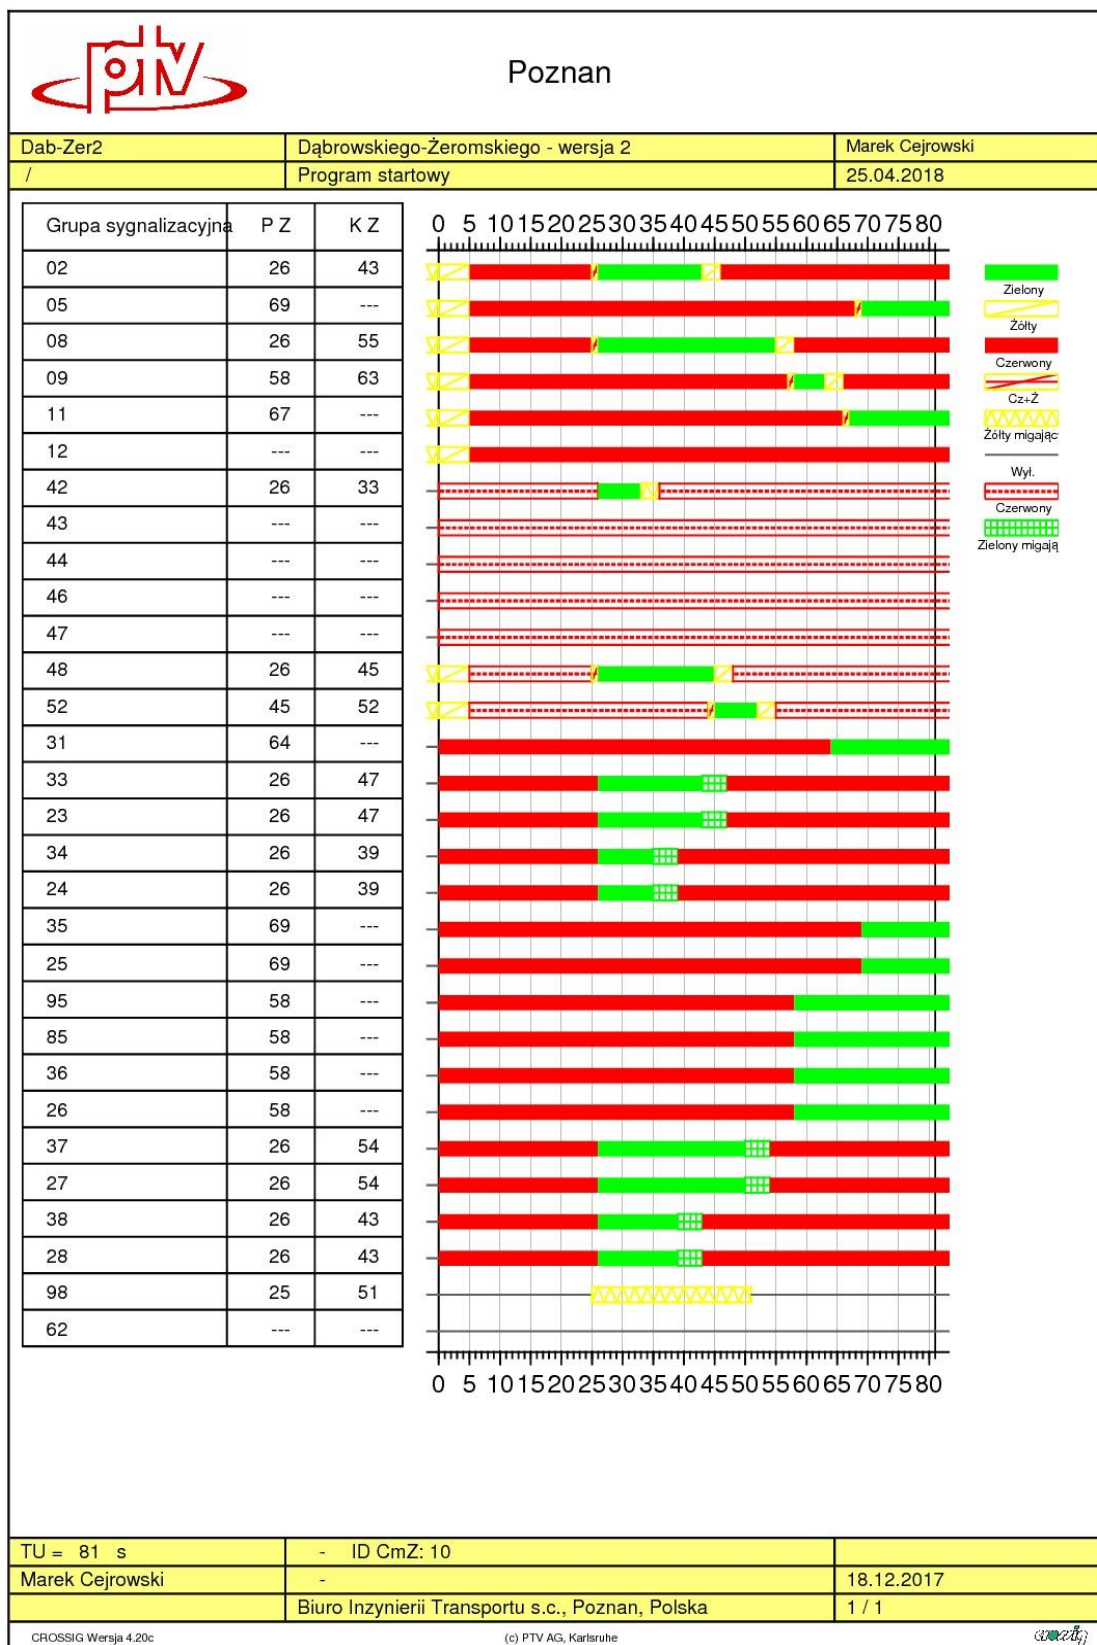 ptv
Poznan
Dab-Zer2 Dąbrowskiego-Żeromskiego - wersja 2 Marek Cejrowski
/ Program startowy 25.04.2018
Grupa sygnalizacyjna P Z K Z 0 5 10 15 20 25 30 35 40 45 50 55 60 65 70 75 80
02 26 43
Zielony
05 69 ---
Żółty
08 26 55
Czerwony
09 58 63
Cz+Ż
11 67 ---
Żółty migając
12 --- ---
Wył.
42 26 33
Czerwony
43 --- ---
Zielony migają
44 --- ---
46 --- ---
47 --- ---
48 26 45
52 45 52
31 64 ---
33 26 47
23 26 47
34 26 39
24 26 39
35 69 ---
25 69 ---
95 58 ---
85 58 ---
36 58 ---
26 58 ---
37 26 54
27 26 54
38 26 43
28 26 43
98 25 51
62 --- ---
0 5 10 15 20 25 30 35 40 45 50 55 60 65 70 75 80
TU = 81 s - ID CmZ: 10
Marek Cejrowski - 18.12.2017
Biuro Inzynierii Transportu s.c., Poznan, Polska 1 / 1
CROSSIG Wersja 4.20c (c) PTV AG, Karlsruhe